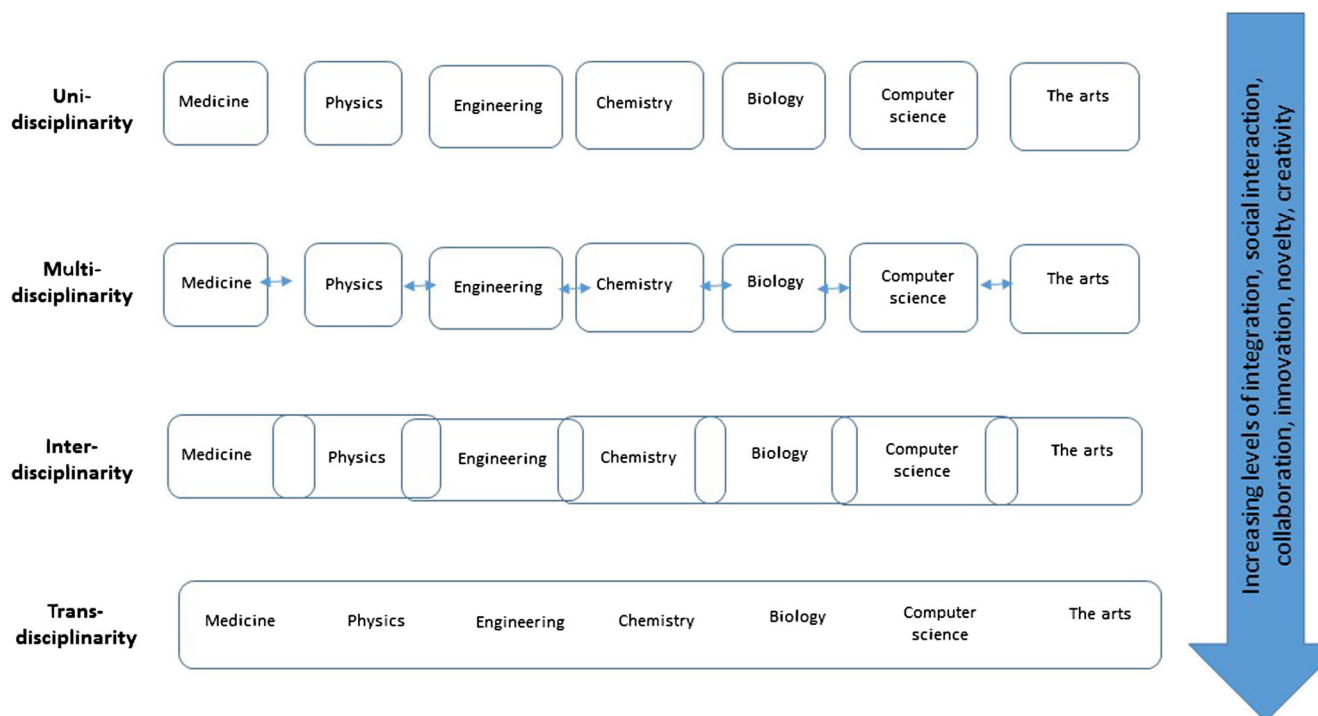 Uni-
disciplinarity
Medicine
Physics
Engineering
Chemistry
Biology
Computer
science
The arts
Multi-
disciplinarity
Medicine
Physics
Engineering
Chemistry
Biology
Computer
science
The arts
Inter-
disciplinarity
Medicine
Physics
Engineering
Chemistry
Biology
Computer
science
The arts
Trans-
disciplinarity
Medicine
Physics
Engineering
Chemistry
Biology
Computer
science
The arts
Increasing levels of integration, social interaction,
collaboration, innovation, novelty, creativity